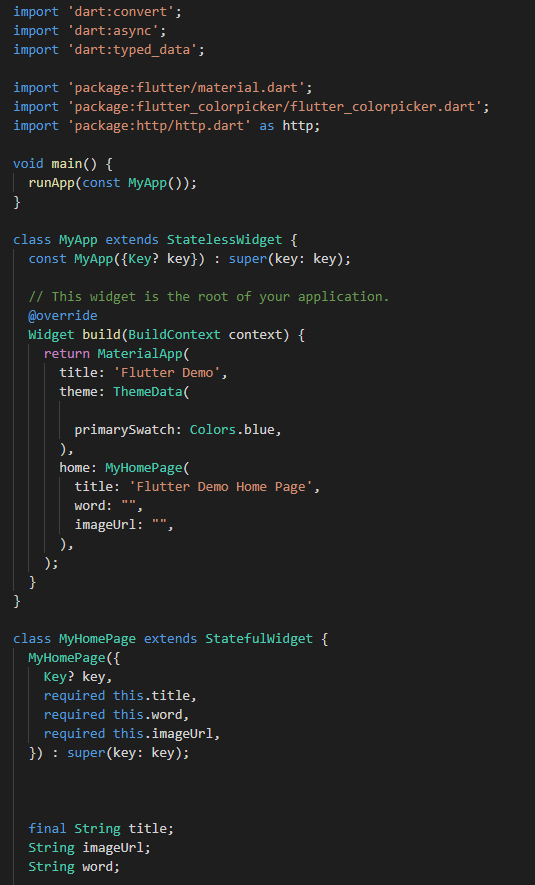 import 'dart:convert';
import 'dart:async';
import 'dart:typed_data';

import 'package:flutter/material.dart';
import 'package:flutter_colorpicker/flutter_colorpicker.dart';
import 'package:http/http.dart' as http;

void main() {
  runApp(const MyApp());
}

class MyApp extends StatelessWidget {
  const MyApp({Key? key}) : super(key: key);

  // This widget is the root of your application.
  @override
  Widget build(BuildContext context) {
    return MaterialApp(
      title: 'Flutter Demo',
      theme: ThemeData(

        primarySwatch: Colors.blue,
      ),
      home: MyHomePage(
        title: 'Flutter Demo Home Page',
        word: "",
        imageUrl: "",
      ),
    );
  }
}

class MyHomePage extends StatefulWidget {
  MyHomePage({
    Key? key,
    required this.title,
    required this.word,
    required this.imageUrl,
  }) : super(key: key);



  final String title;
  String imageUrl;
  String word;